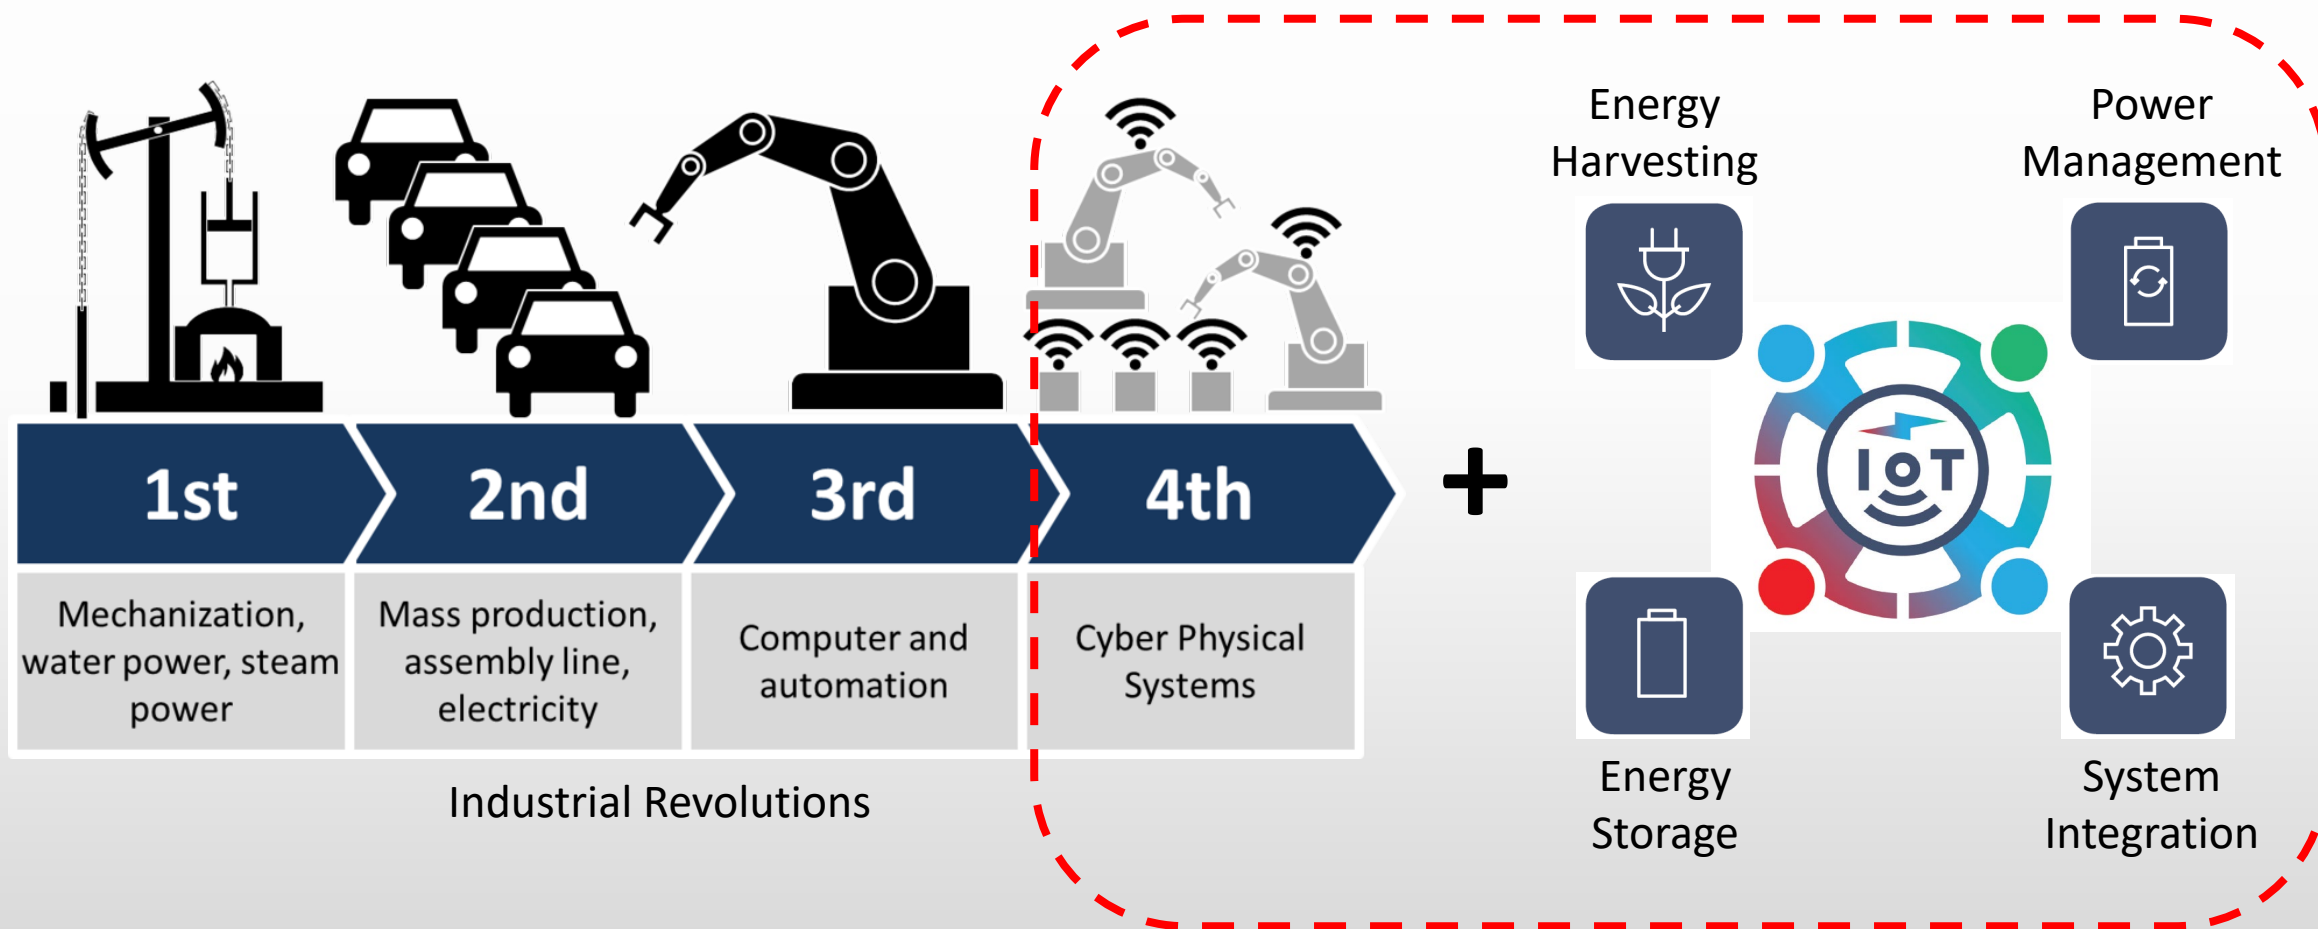 Energy
Harvesting
Power
Management
1st
2nd
3rd
4th
+
IoT
Mechanization,
water power, steam
power
Mass production,
assembly line,
electricity
Computer and
automation
Cyber Physical
Systems
Industrial Revolutions
Energy
Storage
System
Integration